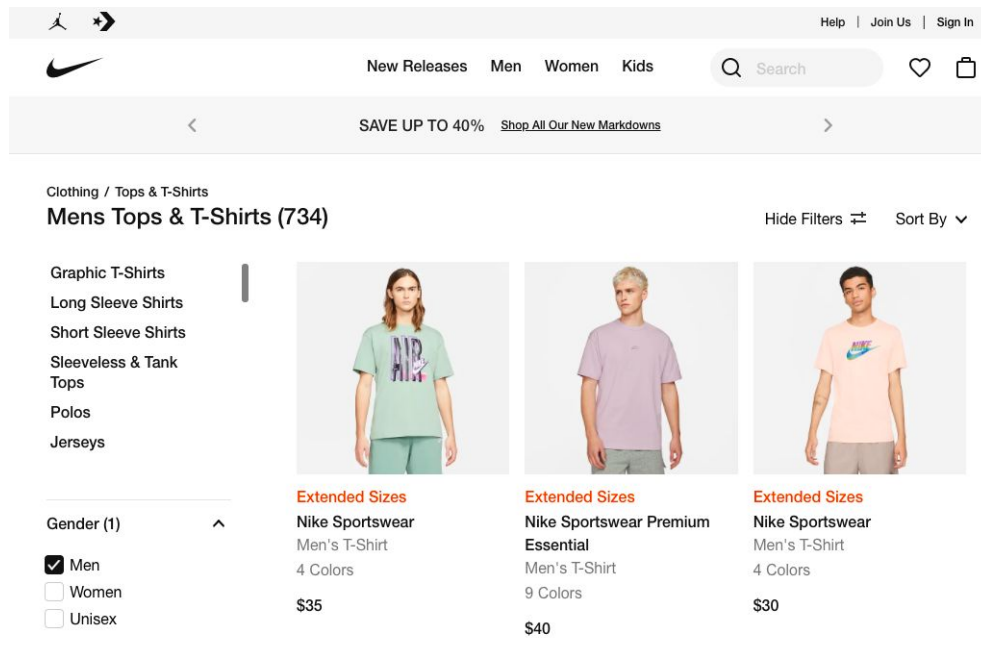 Help | Join Us | Sign In
New Releases Men Women Kids Search
SAVE UP TO 40% Shop All Our New Markdowns
Clothing / Tops & T-Shirts
Mens Tops & T-Shirts (734)
Hide Filters Sort By
Graphic T-Shirts
Long Sleeve Shirts
Short Sleeve Shirts
Sleeveless & Tank
Tops
Polos
Jerseys
Gender (1)
Men
Women
Unisex
AIR
Extended Sizes
Nike Sportswear
Men's T-Shirt
4 Colors
$35
Extended Sizes
Nike Sportswear Premium
Essential
Men's T-Shirt
9 Colors
$40
NIKE
Extended Sizes
Nike Sportswear
Men's T-Shirt
4 Colors
$30